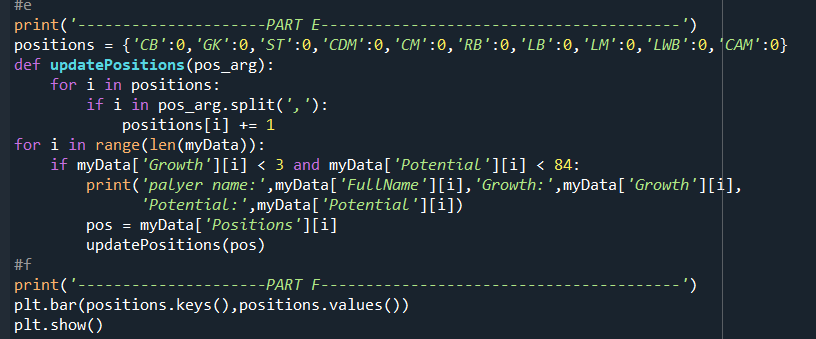 #e
print('---------------------PART E----------------------------------------')
positions = {'CB':0,'GK':0,'ST':0,'CDM':0,'CM':0,'RB':0,'LB':0,'LM':0,'LWB':0,'CAM':0}
def updatePositions(pos_arg):
    for i in positions:
        if i in pos_arg.split(','):
            positions[i] += 1
for i in range(len(myData)):
    if myData['Growth'][i] < 3 and myData['Potential'][i] < 84:
        print('palyer name:',myData['FullName'][i],'Growth:',myData['Growth'][i],
              'Potential:',myData['Potential'][i])
        pos = myData['Positions'][i]
        updatePositions(pos)
#f
print('---------------------PART F----------------------------------------')
plt.bar(positions.keys(),positions.values())
plt.show()